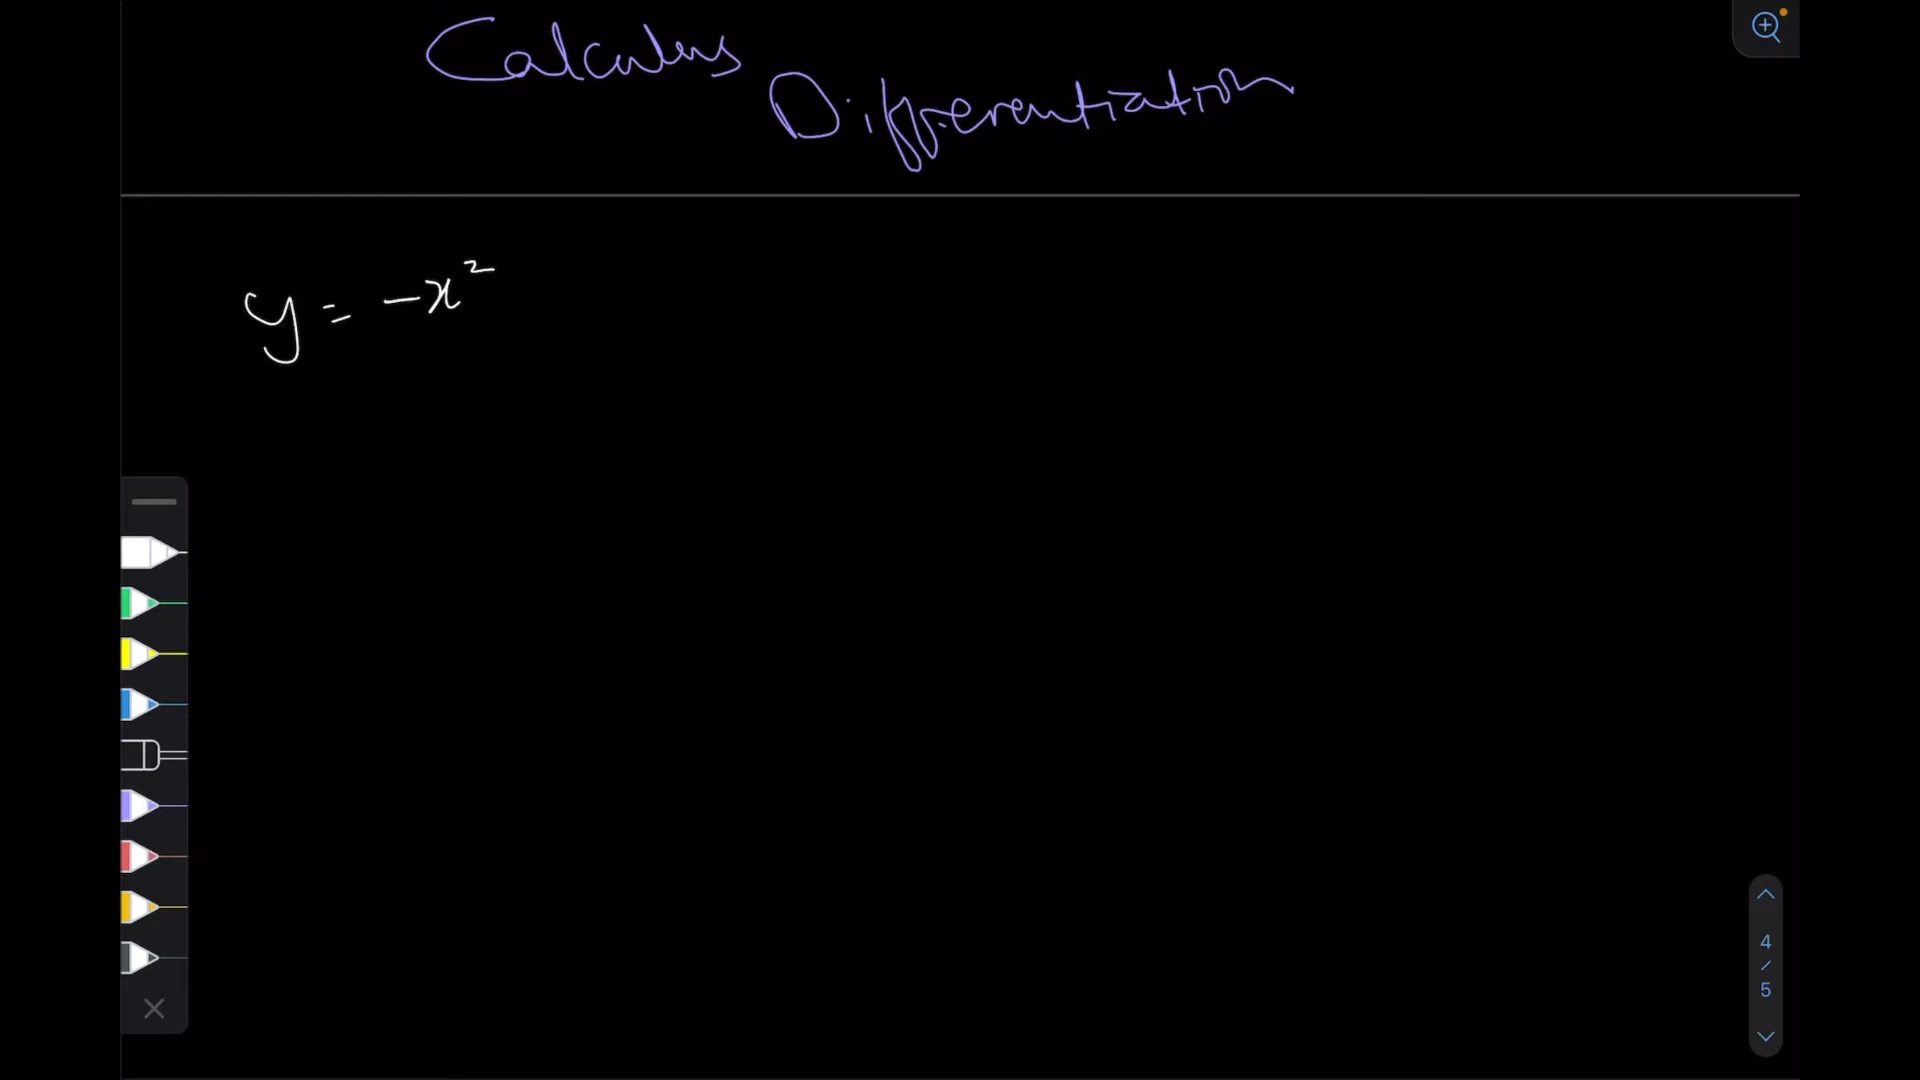 Calculus
Differentiation
y = -x²
4
/
5